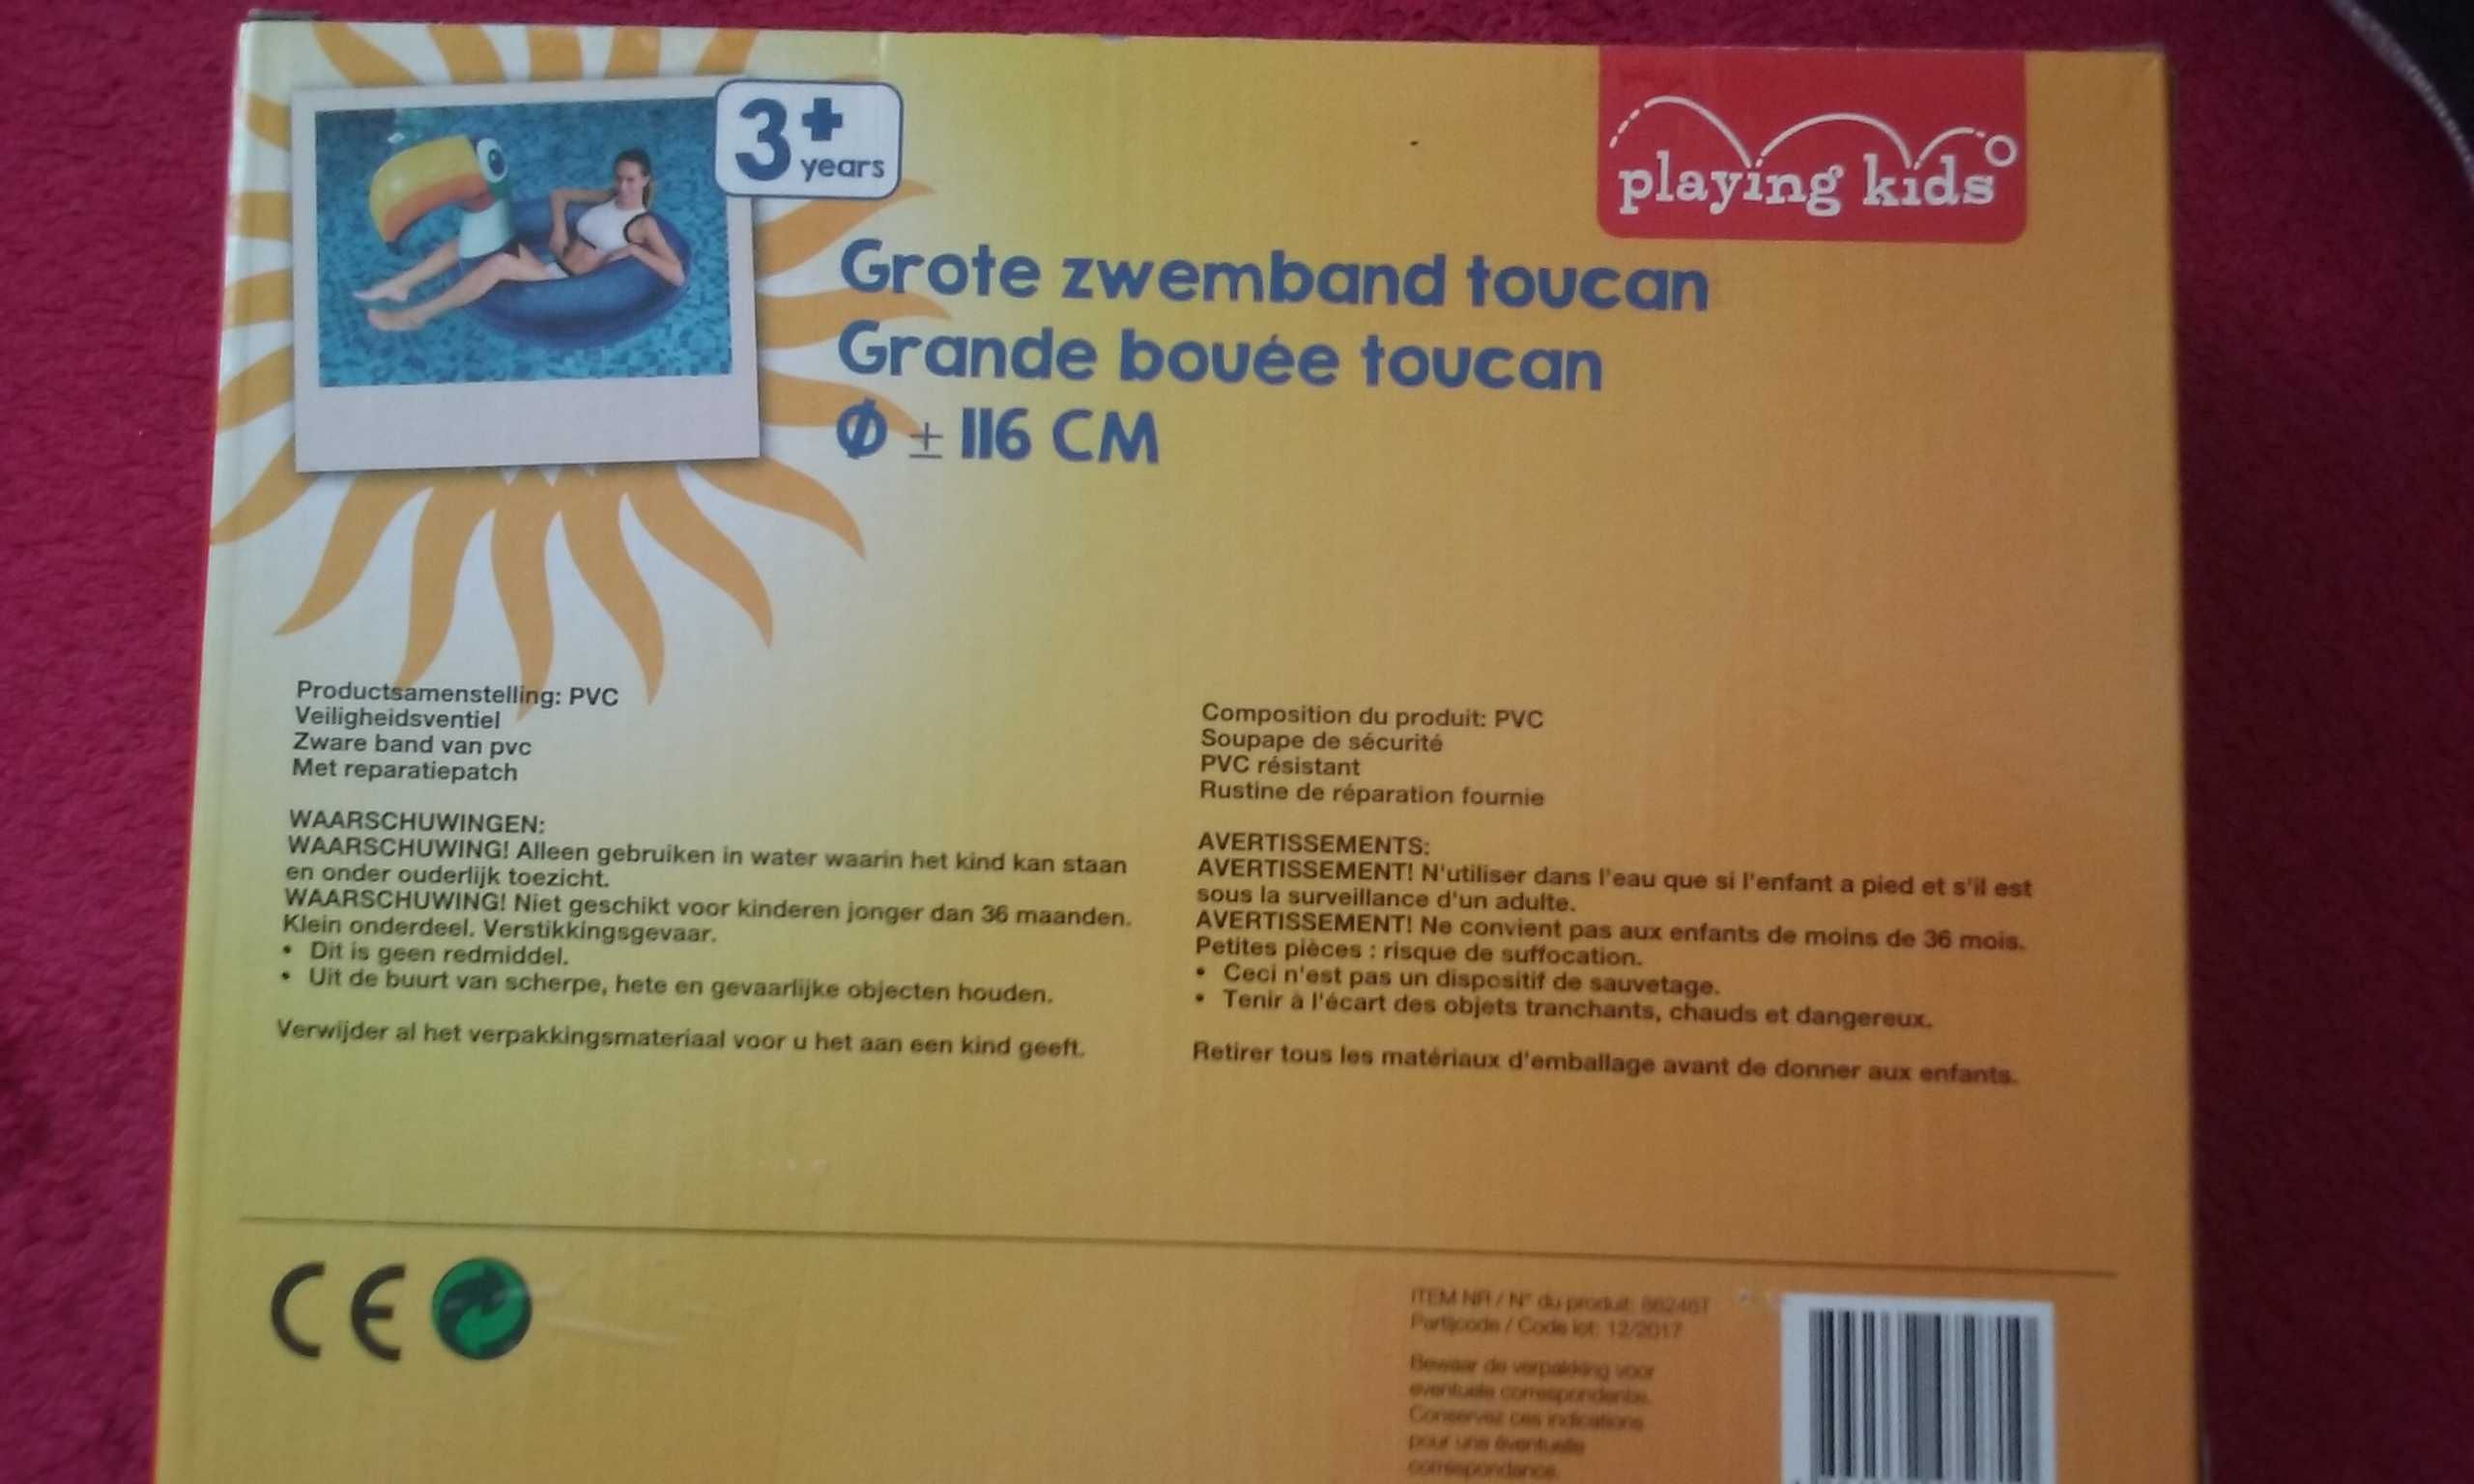 3+
years
playing kids
Grote zwemband toucan
Grande bouée toucan
Ø ± 116 CM
Productsamenstelling: PVC
Veiligheidsventiel
Zware band van pvc
Met reparatiepatch
WAARSCHUWINGEN:
WAARSCHUWING! Alleen gebruiken in water waarin het kind kan staan
en onder ouderlijk toezicht.
WAARSCHUWING! Niet geschikt voor kinderen jonger dan 36 maanden.
Klein onderdeel. Verstikkingsgevaar.
• Dit is geen redmiddel.
• Uit de buurt van scherpe, hete en gevaarlijke objecten houden.
Verwijder al het verpakkingsmateriaal voor u het aan een kind geeft.
Composition du produit: PVC
Soupape de sécurité
PVC résistant
Rustine de réparation fournie
AVERTISSEMENTS:
AVERTISSEMENT! N'utiliser dans l'eau que si l'enfant a pied et s'il est
sous la surveillance d'un adulte.
AVERTISSEMENT! Ne convient pas aux enfants de moins de 36 mois.
Petites pièces : risque de suffocation.
• Ceci n'est pas un dispositif de sauvetage.
• Tenir à l'écart des objets tranchants, chauds et dangereux.
Retirer tous les matériaux d'emballage avant de donner aux enfants.
CE
ITEM NR / N° du produit:
Partijcode / Code lot: 12/2017
Bewaar de verpakking voor
eventuele correspondentie.
Conservez ces indications
pour une éventuelle
correspondance.